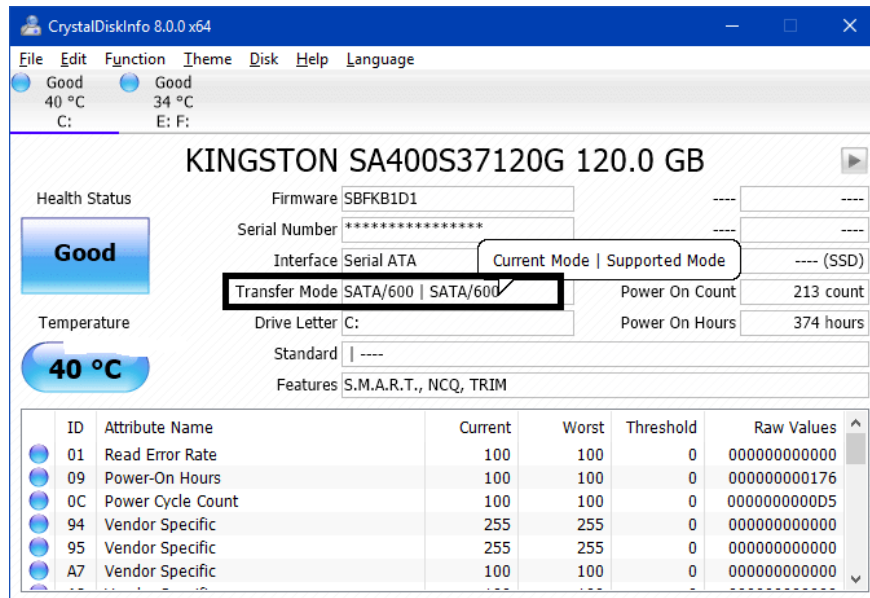 CrystalDiskInfo 8.0.0 x64
File Edit Function Theme Disk Help Language
Good Good
40 °C 34 °C
C: E: F:
KINGSTON SA400S37120G 120.0 GB
Health Status Firmware SBFKB1D1 ---- ----
Serial Number **************** ---- ----
Good Interface Serial ATA Current Mode | Supported Mode ---- (SSD)
Transfer Mode SATA/600 | SATA/600 Power On Count 213 count
Temperature Drive Letter C: Power On Hours 374 hours
40 °C Standard | ----
Features S.M.A.R.T., NCQ, TRIM
ID Attribute Name Current Worst Threshold Raw Values
01 Read Error Rate 100 100 0 000000000000
09 Power-On Hours 100 100 0 000000000176
0C Power Cycle Count 100 100 0 0000000000D5
94 Vendor Specific 255 255 0 000000000000
95 Vendor Specific 255 255 0 000000000000
A7 Vendor Specific 100 100 0 000000000000